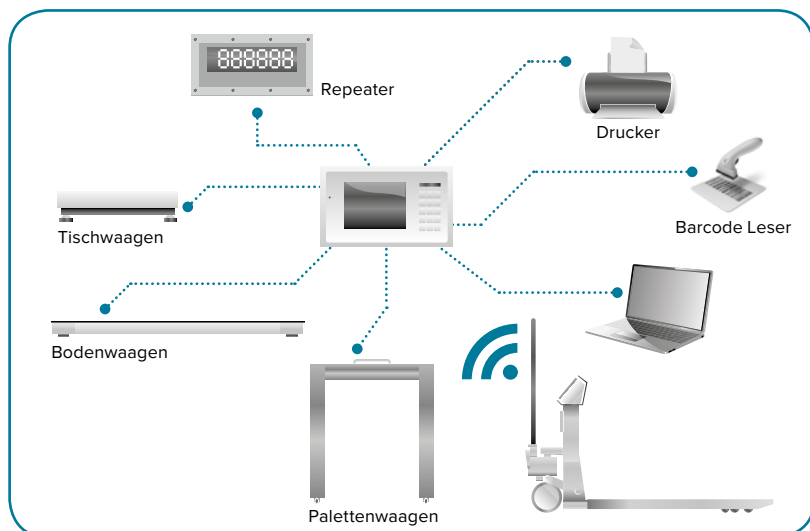 888888
Repeater
Drucker
Tischwaagen
Barcode Leser
Bodenwaagen
Palettenwaagen